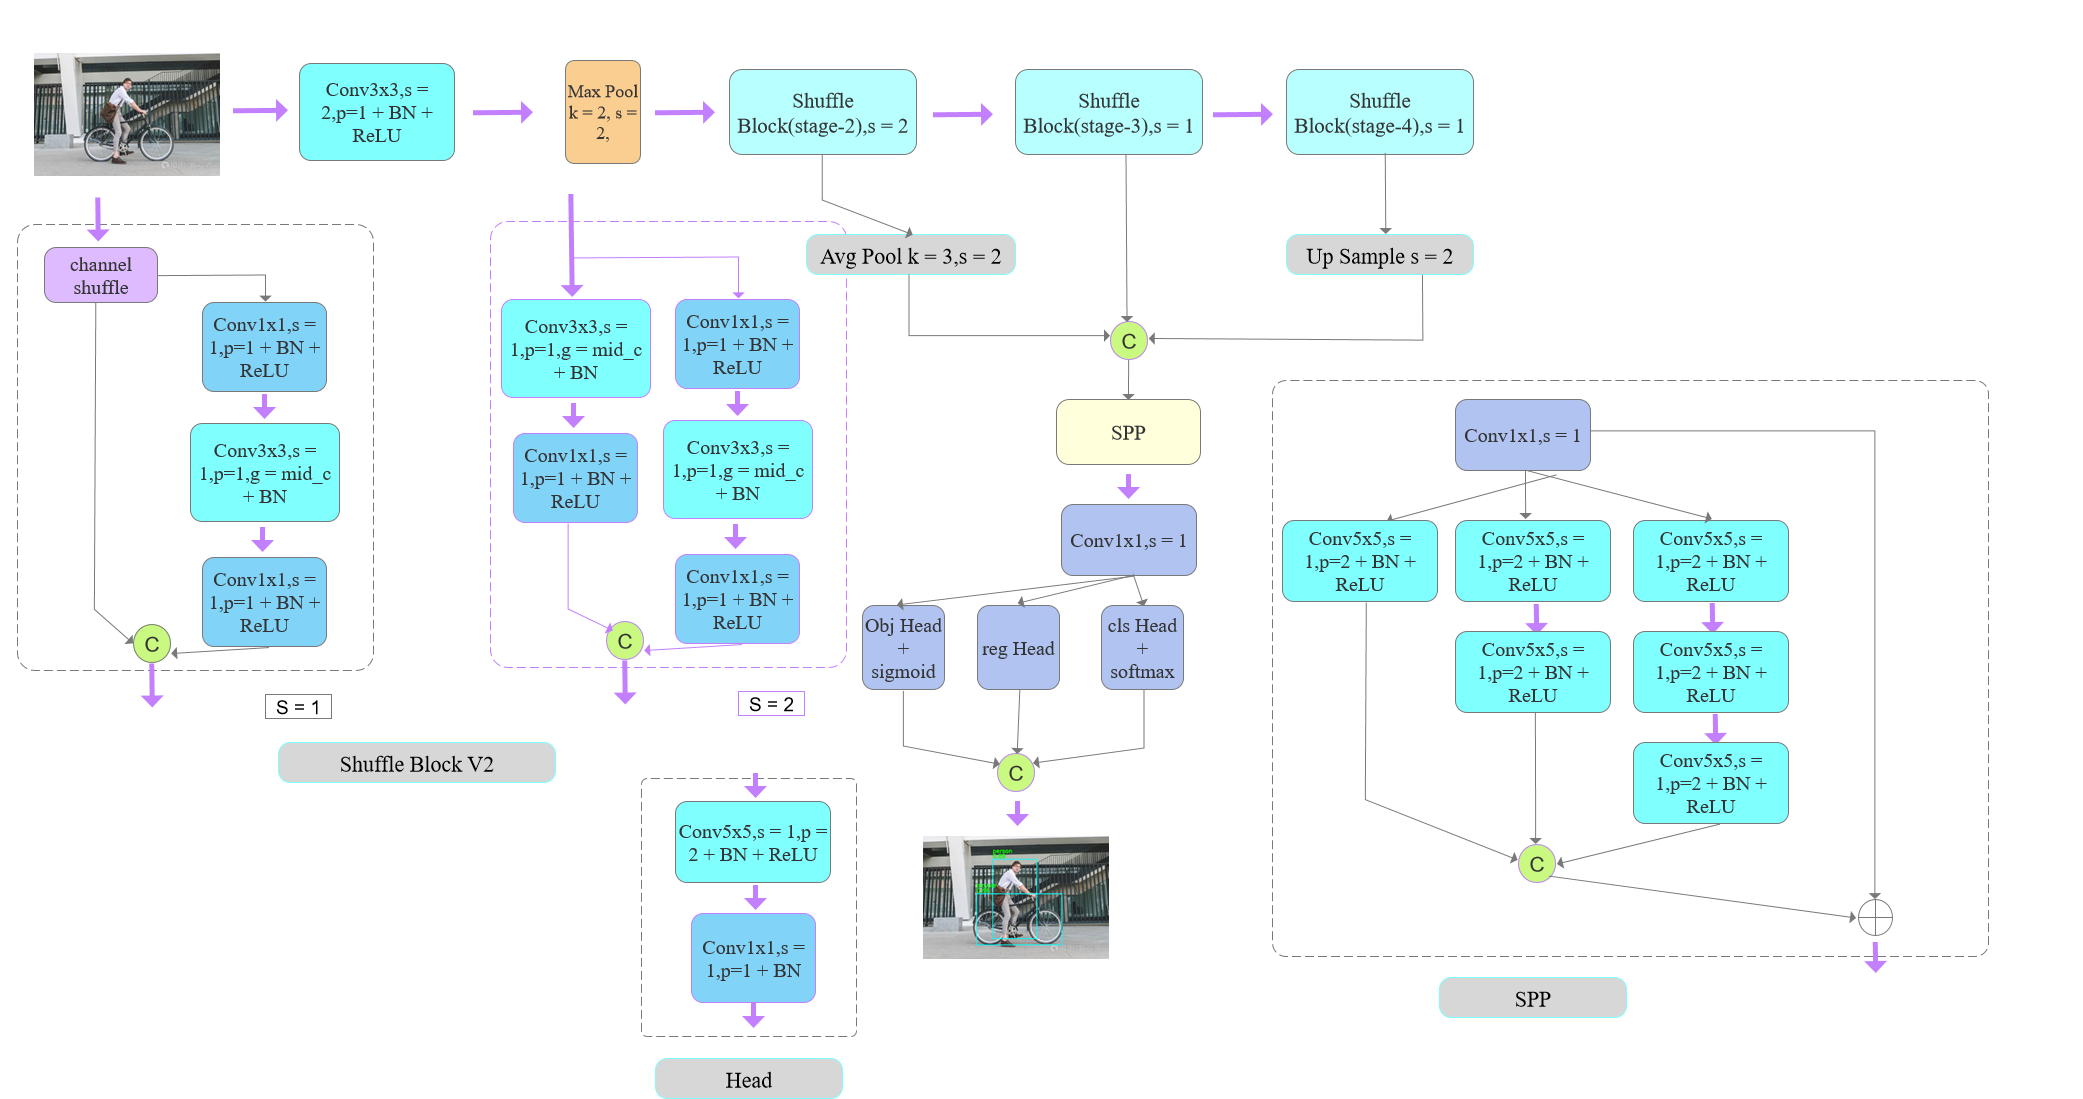 Conv3x3,s =
2,p=1 + BN +
ReLU
Max Pool
k = 2, s =
2,
Shuffle
Block(stage-2),s = 2
Shuffle
Block(stage-3),s = 1
Shuffle
Block(stage-4),s = 1
Avg Pool k = 3,s = 2
Up Sample s = 2
C
SPP
Conv1x1,s = 1
Obj Head
+
sigmoid
reg Head
cls Head
+
softmax
C
person
channel
shuffle
Conv1x1,s =
1,p=1 + BN +
ReLU
Conv3x3,s =
1,p=1,g = mid_c
+ BN
Conv1x1,s =
1,p=1 + BN +
ReLU
C
S = 1
Conv3x3,s =
1,p=1,g = mid_c
+ BN
Conv1x1,s =
1,p=1 + BN +
ReLU
Conv1x1,s =
1,p=1 + BN +
ReLU
Conv3x3,s =
1,p=1,g = mid_c
+ BN
Conv1x1,s =
1,p=1 + BN +
ReLU
C
S = 2
Shuffle Block V2
Conv5x5,s = 1,p =
2 + BN + ReLU
Conv1x1,s =
1,p=1 + BN
Head
Conv1x1,s = 1
Conv5x5,s =
1,p=2 + BN +
ReLU
Conv5x5,s =
1,p=2 + BN +
ReLU
Conv5x5,s =
1,p=2 + BN +
ReLU
Conv5x5,s =
1,p=2 + BN +
ReLU
Conv5x5,s =
1,p=2 + BN +
ReLU
Conv5x5,s =
1,p=2 + BN +
ReLU
C
SPP